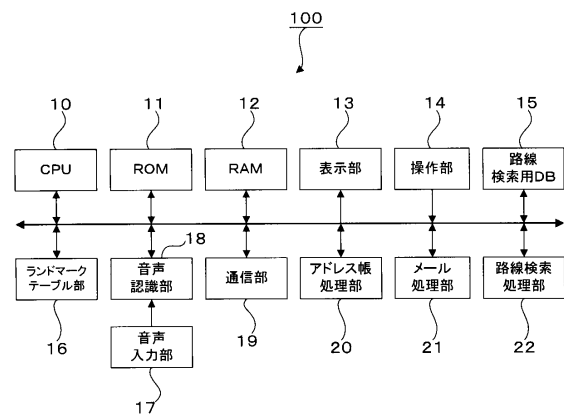 100
10
11
12
13
14
15
CPU
ROM
RAM
表示部
操作部
路線
検索用DB
ランドマーク
テーブル部
音声
認識部
18
通信部
アドレス帳
処理部
メール
処理部
路線検索
処理部
16
音声
入力部
17
19
20
21
22